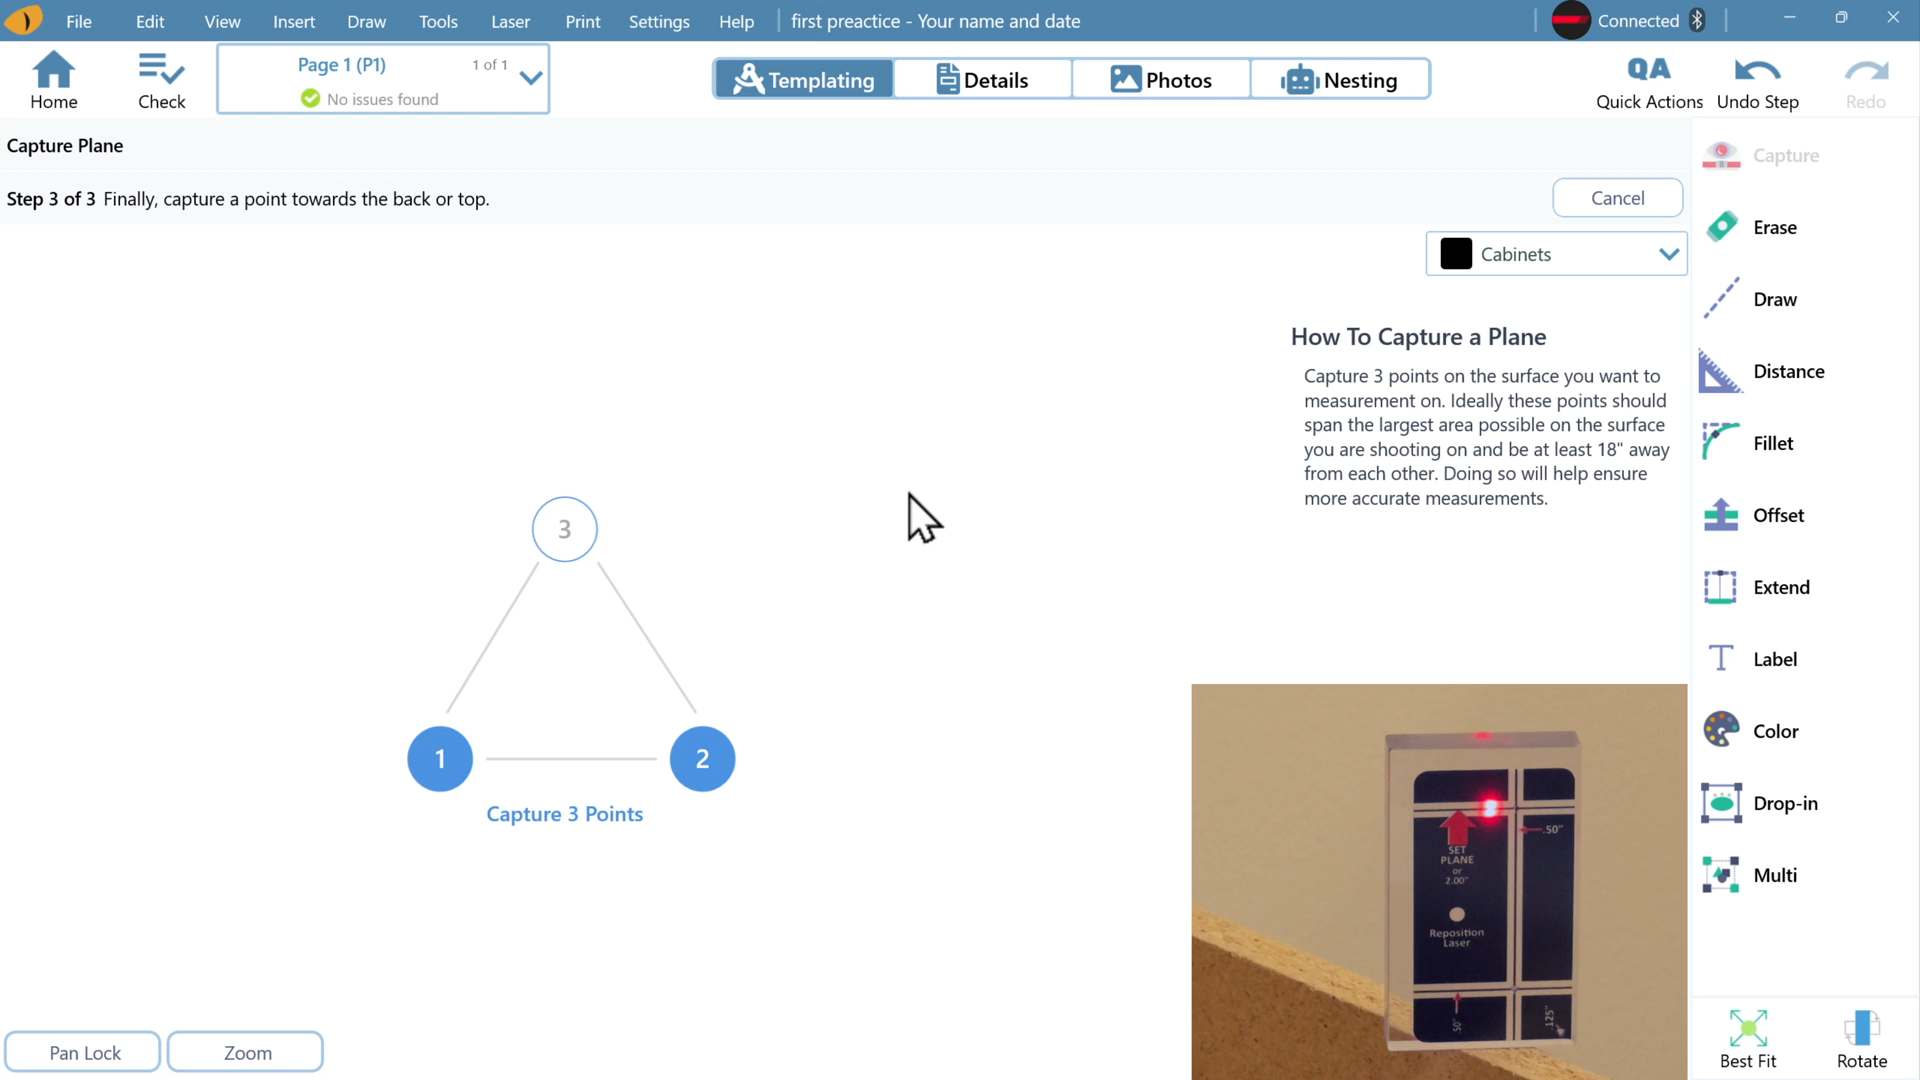 File Edit View Insert Draw Tools Laser Print Settings Help first preactice - Your name and date Connected
Home
Check
Page 1 (P1) 1 of 1
No issues found
Templating Details Photos Nesting
Quick Actions
QA
Undo Step
Redo
Capture Plane
Step 3 of 3 Finally, capture a point towards the back or top.
Cancel
Cabinets
How To Capture a Plane
Capture 3 points on the surface you want to
measurement on. Ideally these points should
span the largest area possible on the surface
you are shooting on and be at least 18" away
from each other. Doing so will help ensure
more accurate measurements.
3
1 2
Capture 3 Points
SET
PLANE
or
2.00"
.50"
Reposition
Laser
.50"
.125"
Capture
Erase
Draw
Distance
Fillet
Offset
Extend
T Label
Color
Drop-in
Multi
Pan Lock Zoom
Best Fit Rotate